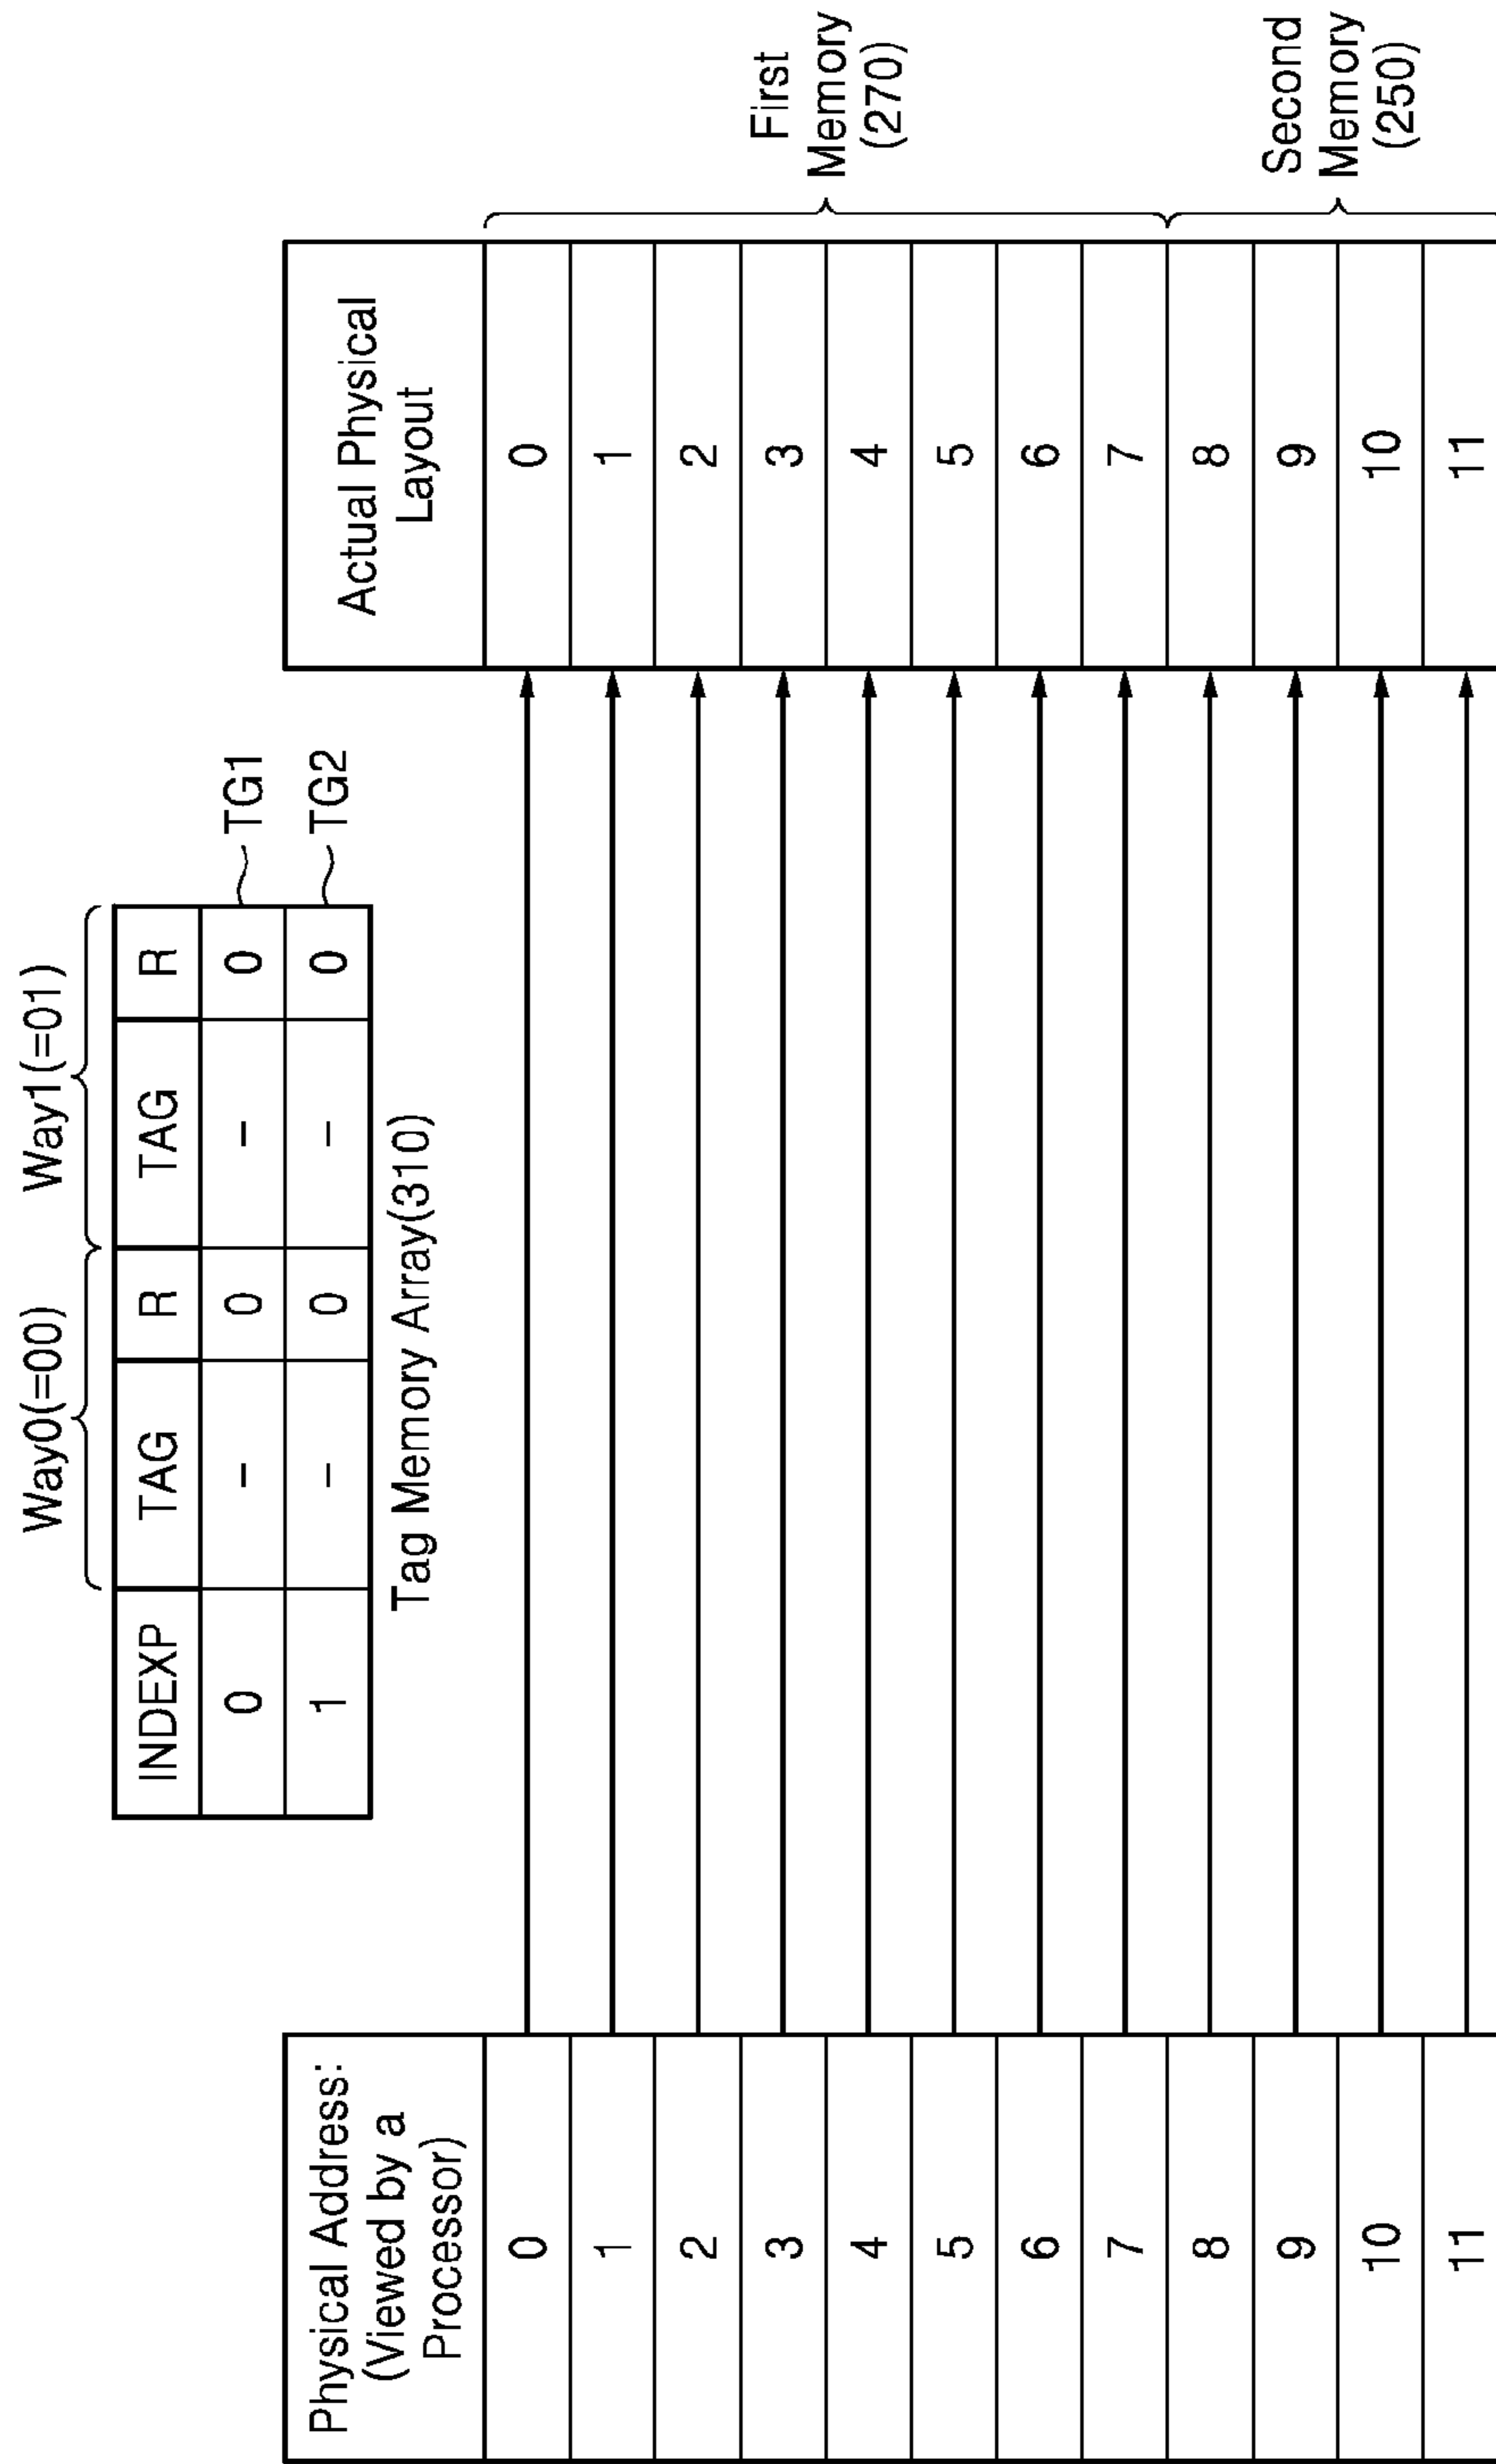 Way0(=00)
Way1(=01)
INDEXP TAG R TAG R
0 - 0 - 0
TG1
1 - 0 - 0
TG2
Tag Memory Array(310)
Physical Address:
(Viewed by a
Processor)
0
1
2
3
4
5
6
7
8
9
10
11
Actual Physical
Layout
0
1
2
3
4
5
6
7
8
9
10
11
First
Memory
(270)
Second
Memory
(250)